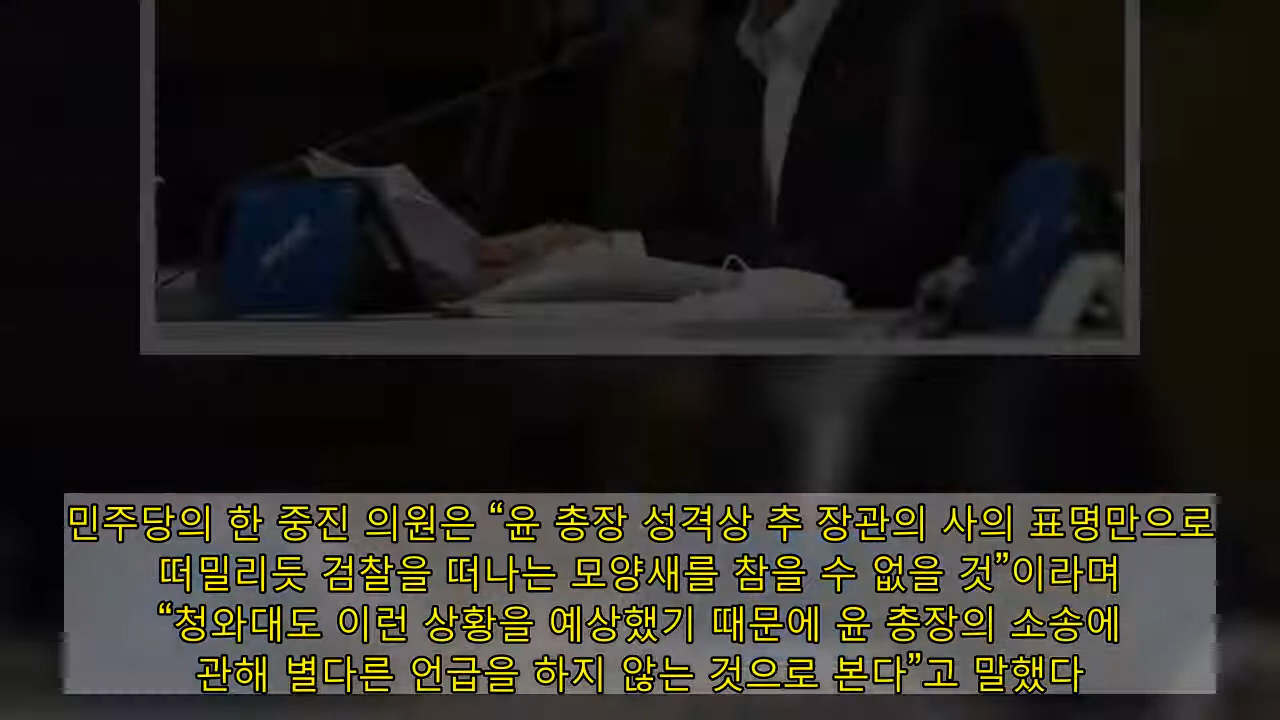 민주당의 한 중진 의원은 “윤 총장 성격상 추 장관의 사의 표명만으로
떠밀리듯 검찰을 떠나는 모양새를 참을 수 없을 것”이라며
“청와대도 이런 상황을 예상했기 때문에 윤 총장의 소송에
관해 별다른 언급을 하지 않는 것으로 본다”고 말했다